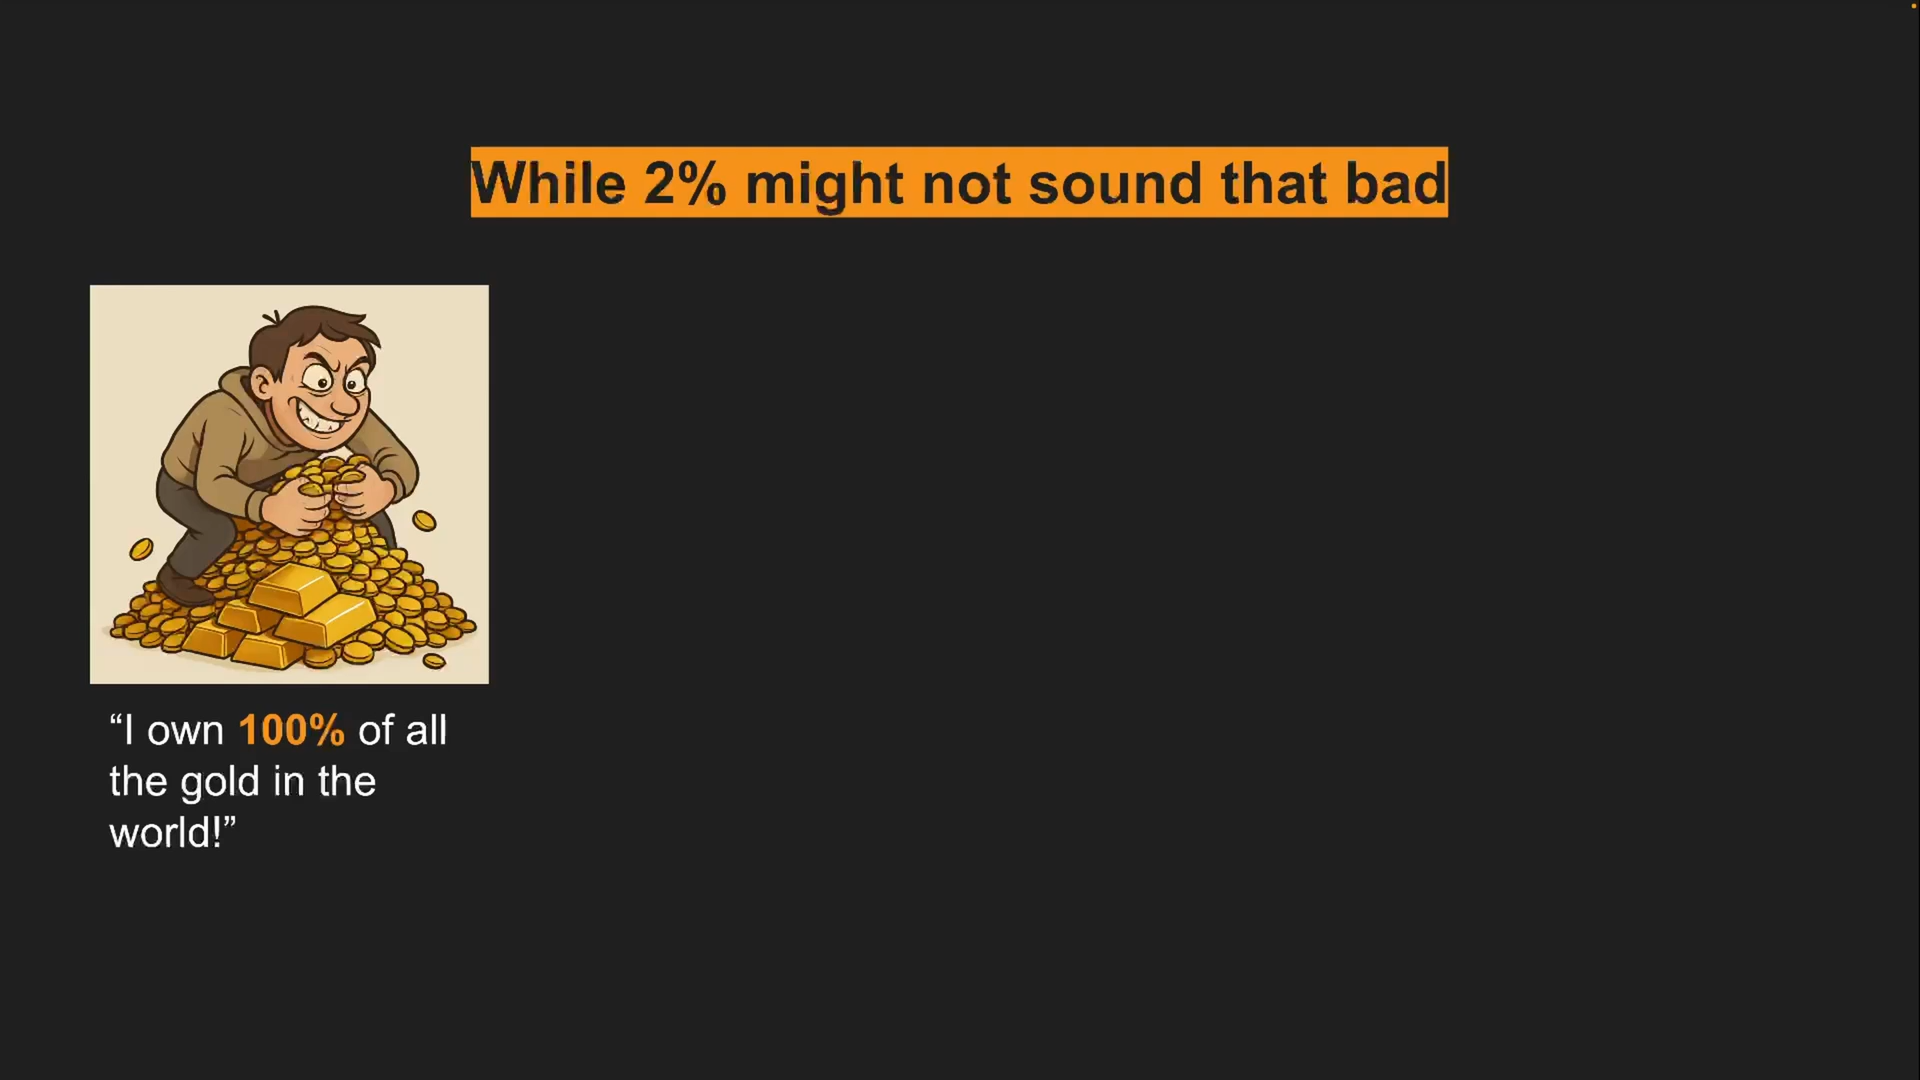 While 2% might not sound that bad
“I own 100% of all
the gold in the
world!”